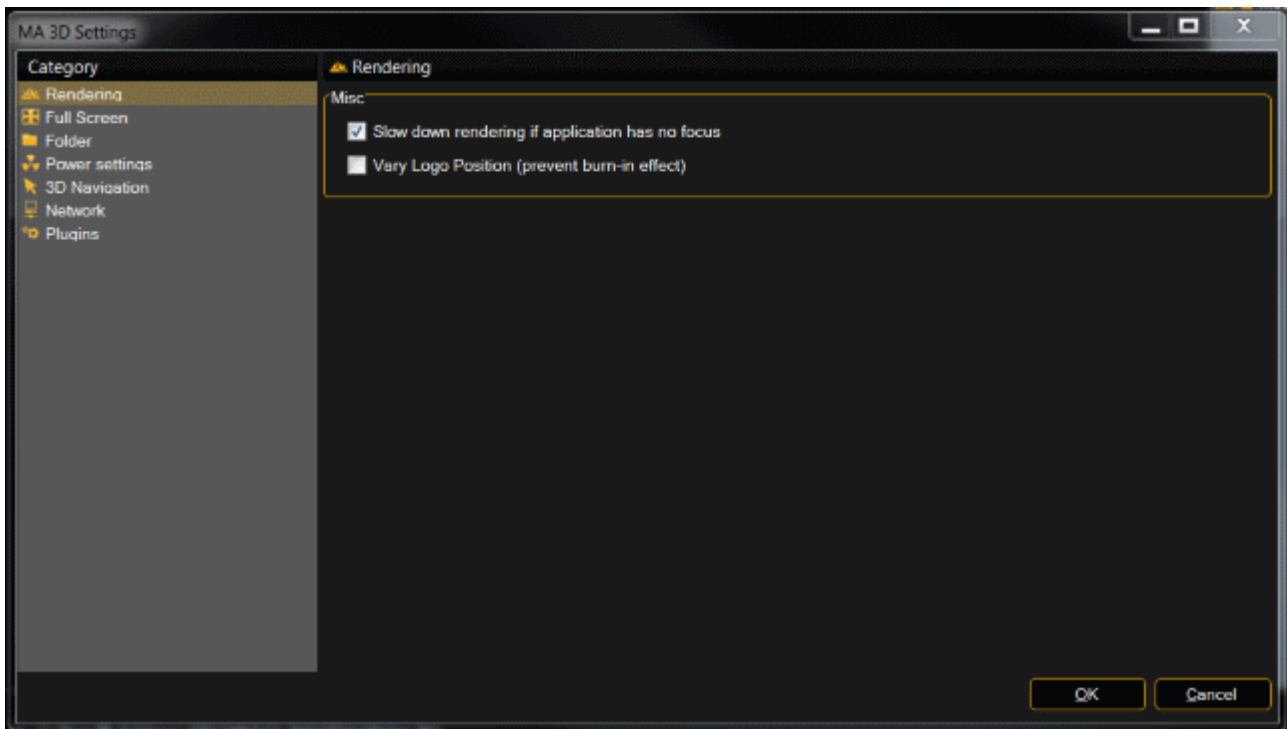 MA 3D Settings
Category
Rendering
Full Screen
Folder
Power settings
3D Navigation
Network
Plugins
Rendering
Misc
Slow down rendering if application has no focus
Vary Logo Position (prevent burn-in effect)
OK
Cancel